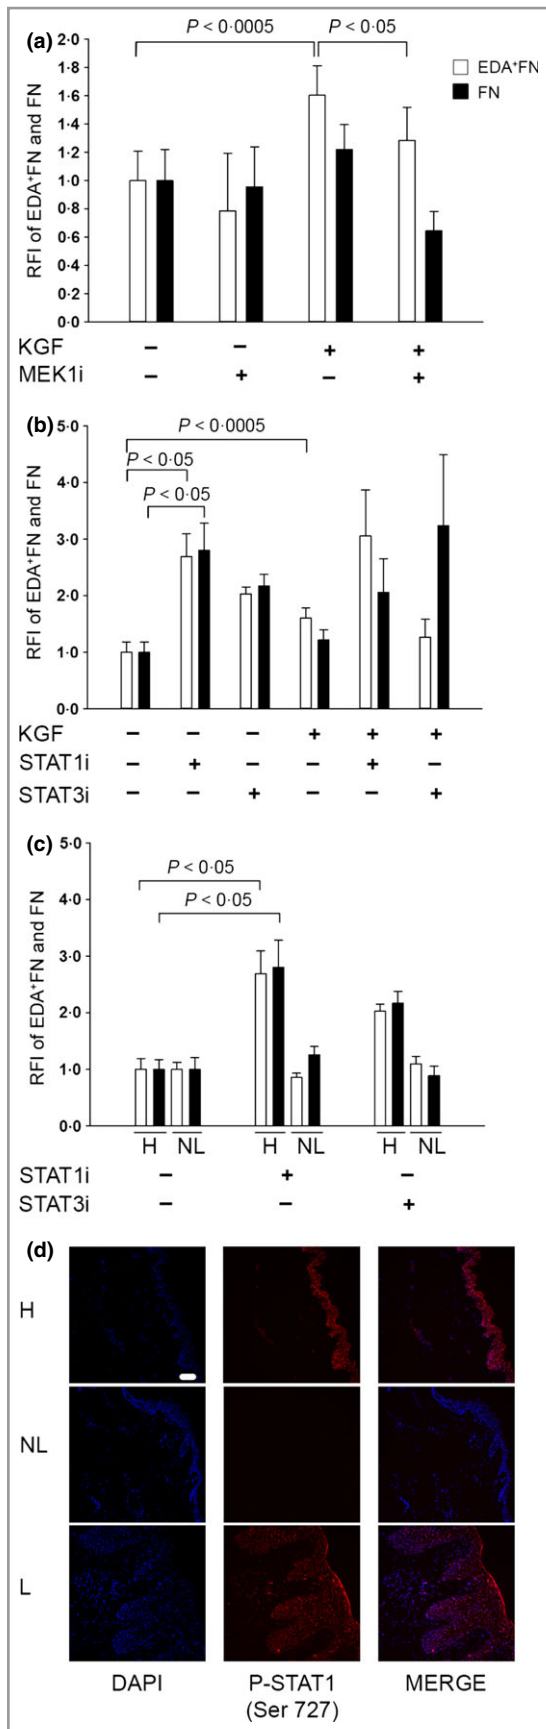 (a)
P < 0·0005
P < 0·05
EDA⁺FN
FN
RFI of EDA⁺FN and FN
2·0
1·8
1·6
1·4
1·2
1·0
0·8
0·6
0·4
0·2
0·0
KGF − − + +
MEK1i − + − +
(b)
P < 0·0005
P < 0·05
P < 0·05
RFI of EDA⁺FN and FN
5·0
4·0
3·0
2·0
1·0
0·0
KGF − − − + + +
STAT1i − + − − + −
STAT3i − − + − − +
(c)
P < 0·05
P < 0·05
RFI of EDA⁺FN and FN
5·0
4·0
3·0
2·0
1·0
0·0
H NL H NL H NL
STAT1i − + −
STAT3i − − +
(d)
H
NL
L
DAPI P-STAT1 MERGE
(Ser 727)